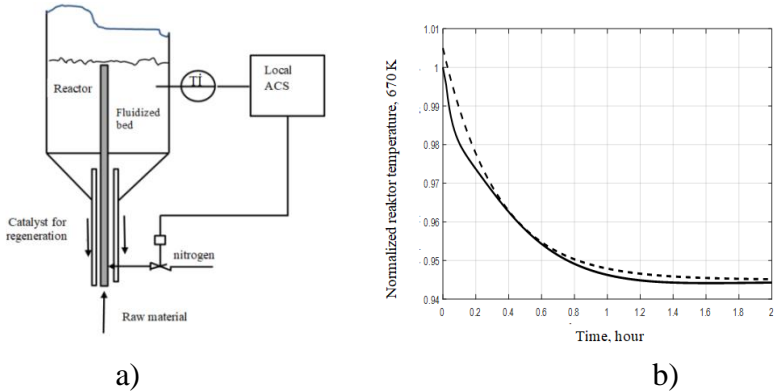 Reactor
Fluidized
bed
TI
Local
ACS
Catalyst for
regeneration
nitrogen
Raw material
a)
Normalized reaktor temperature, 670 K
1.01
1
0.99
0.98
0.97
0.96
0.95
0.94
0
0.2
0.4
0.6
0.8
1
1.2
1.4
1.6
1.8
2
Time, hour
b)